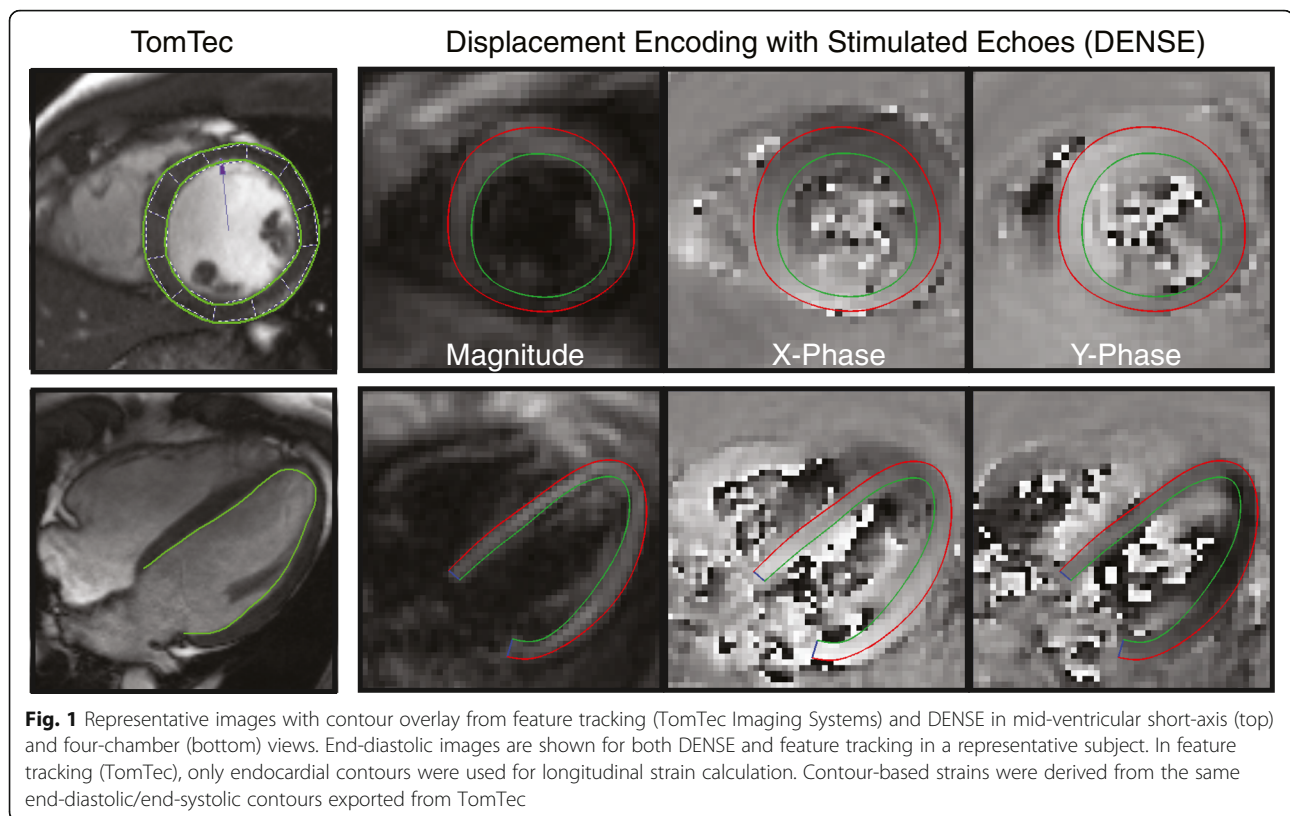 TomTec
Displacement Encoding with Stimulated Echoes (DENSE)
Magnitude
X-Phase
Y-Phase
Fig. 1 Representative images with contour overlay from feature tracking (TomTec Imaging Systems) and DENSE in mid-ventricular short-axis (top)
and four-chamber (bottom) views. End-diastolic images are shown for both DENSE and feature tracking in a representative subject. In feature
tracking (TomTec), only endocardial contours were used for longitudinal strain calculation. Contour-based strains were derived from the same
end-diastolic/end-systolic contours exported from TomTec